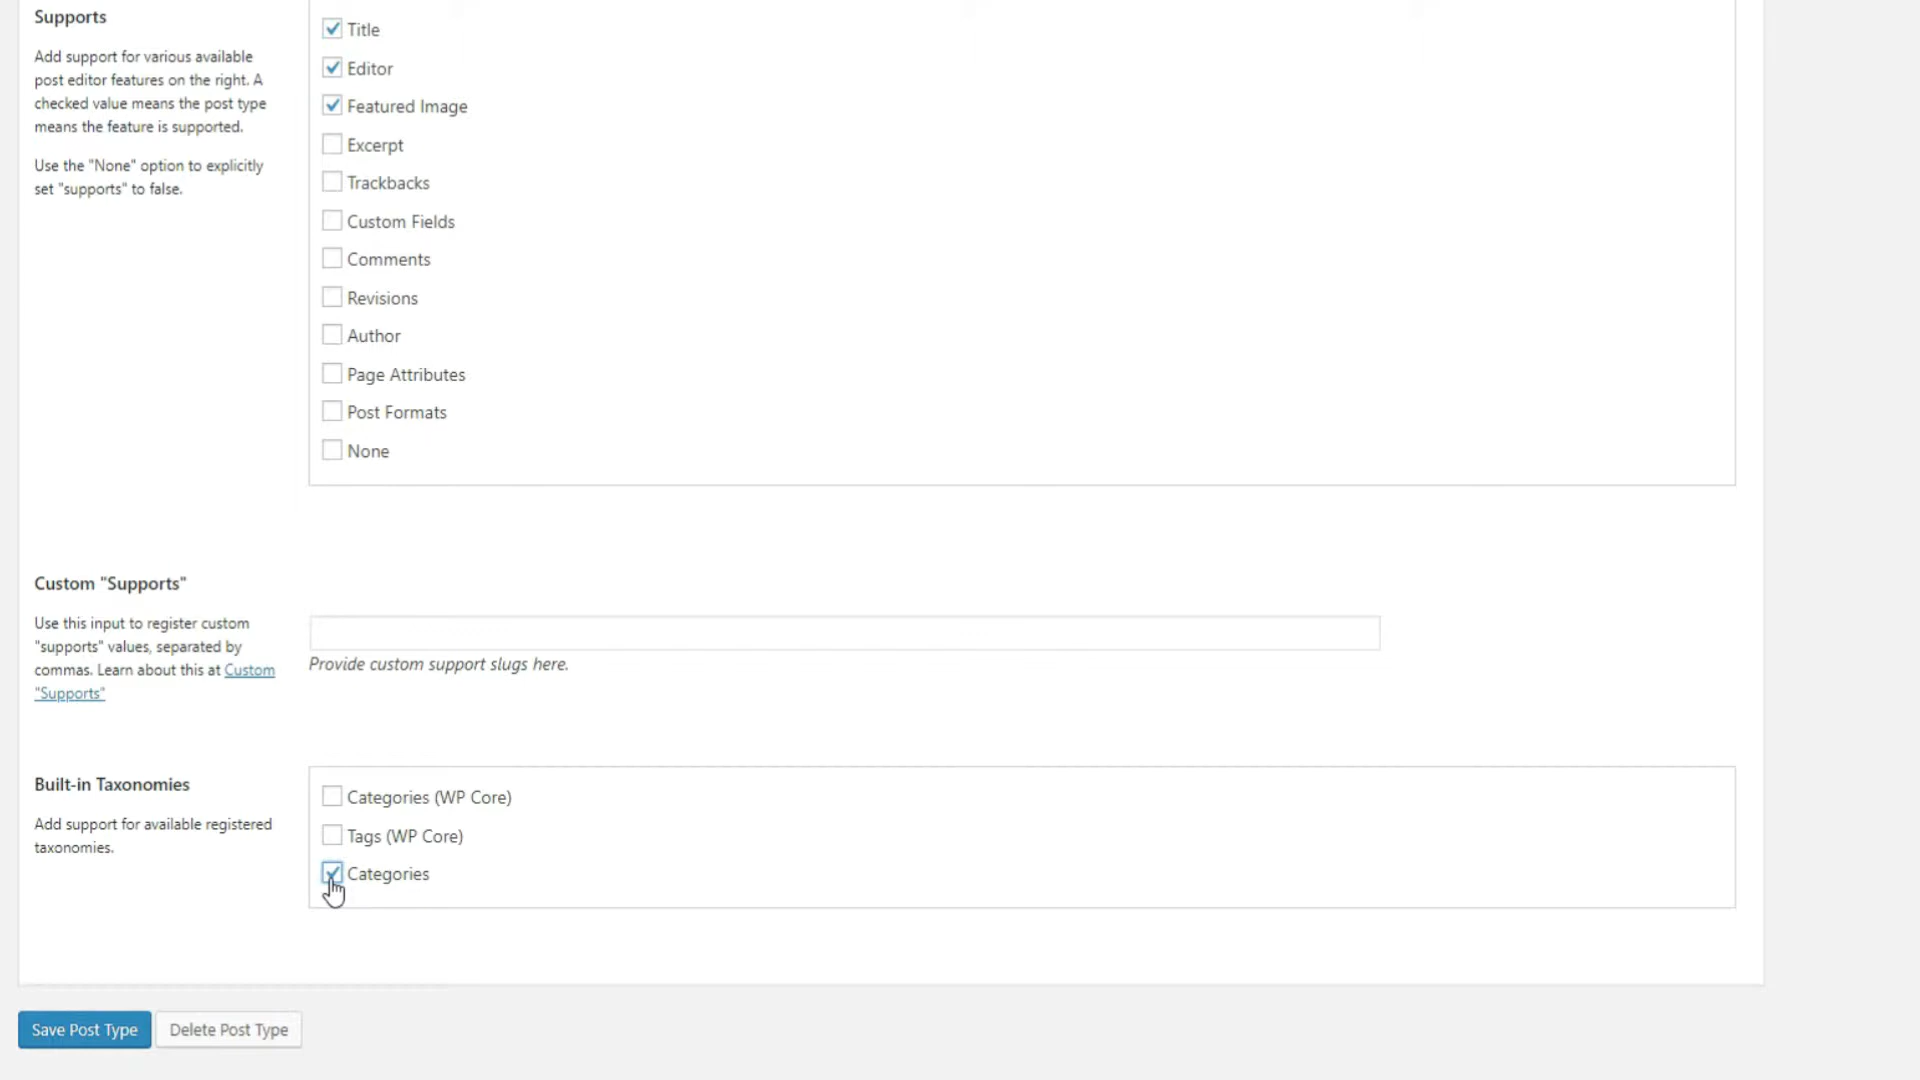 Supports
Add support for various available
post editor features on the right. A
checked value means the post type
means the feature is supported.
Use the "None" option to explicitly
set "supports" to false.
Title
Editor
Featured Image
Excerpt
Trackbacks
Custom Fields
Comments
Revisions
Author
Page Attributes
Post Formats
None
Custom "Supports"
Use this input to register custom
"supports" values, separated by
commas. Learn about this at Custom
"Supports"
Provide custom support slugs here.
Built-in Taxonomies
Add support for available registered
taxonomies.
Categories (WP Core)
Tags (WP Core)
Categories
Save Post Type
Delete Post Type